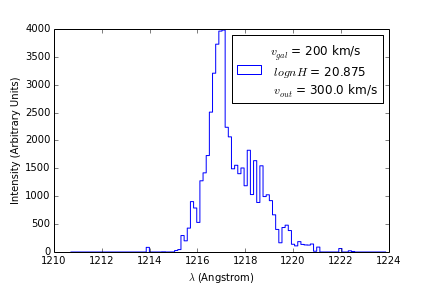 4000
3500
3000
2500
2000
1500
1000
500
0
Intensity (Arbitrary Units)
v_gal = 200 km/s
lognH = 20.875
v_out = 300.0 km/s
1210 1212 1214 1216 1218 1220 1222 1224
λ (Angstrom)